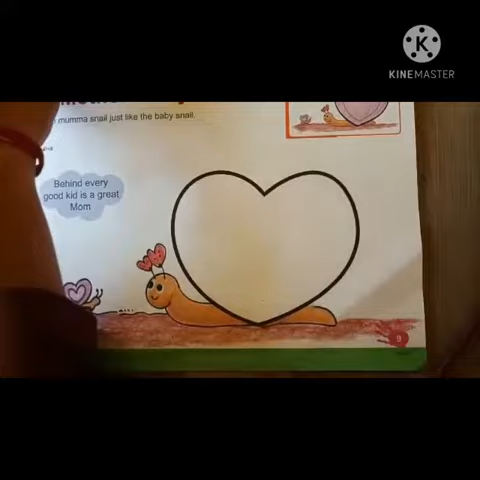 K
KINEMASTER
mumma snail just like the baby snail.
Behind every
good kid is a great
Mom
9